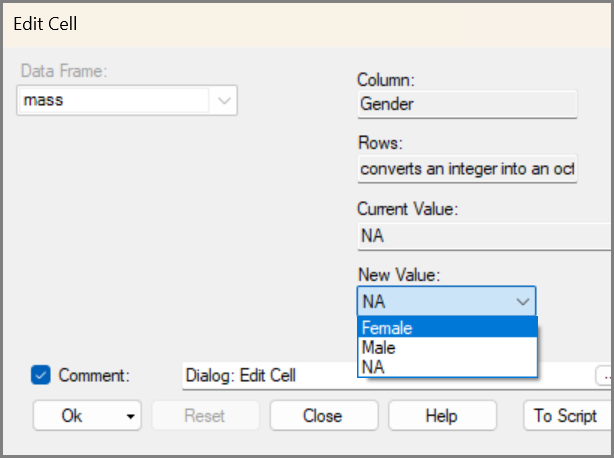 Edit Cell
Data Frame:
mass
Column:
Gender
Rows:
converts an integer into an oct
Current Value:
NA
New Value:
NA
Female
Male
NA
Comment:
Dialog: Edit Cell
...
Ok
Reset
Close
Help
To Script